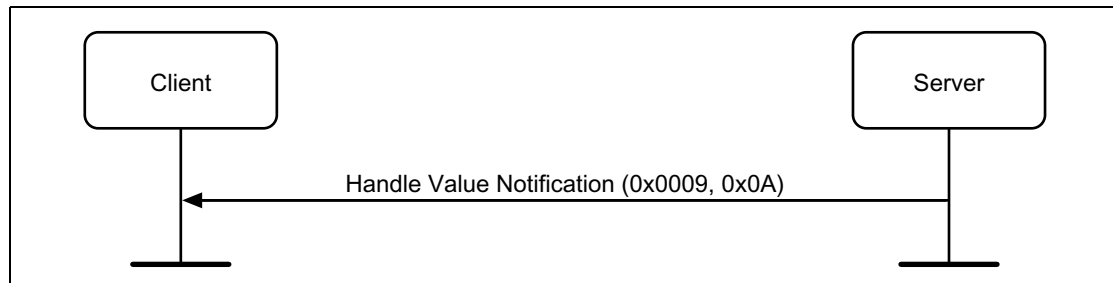 Client
Server
Handle Value Notification (0x0009, 0x0A)